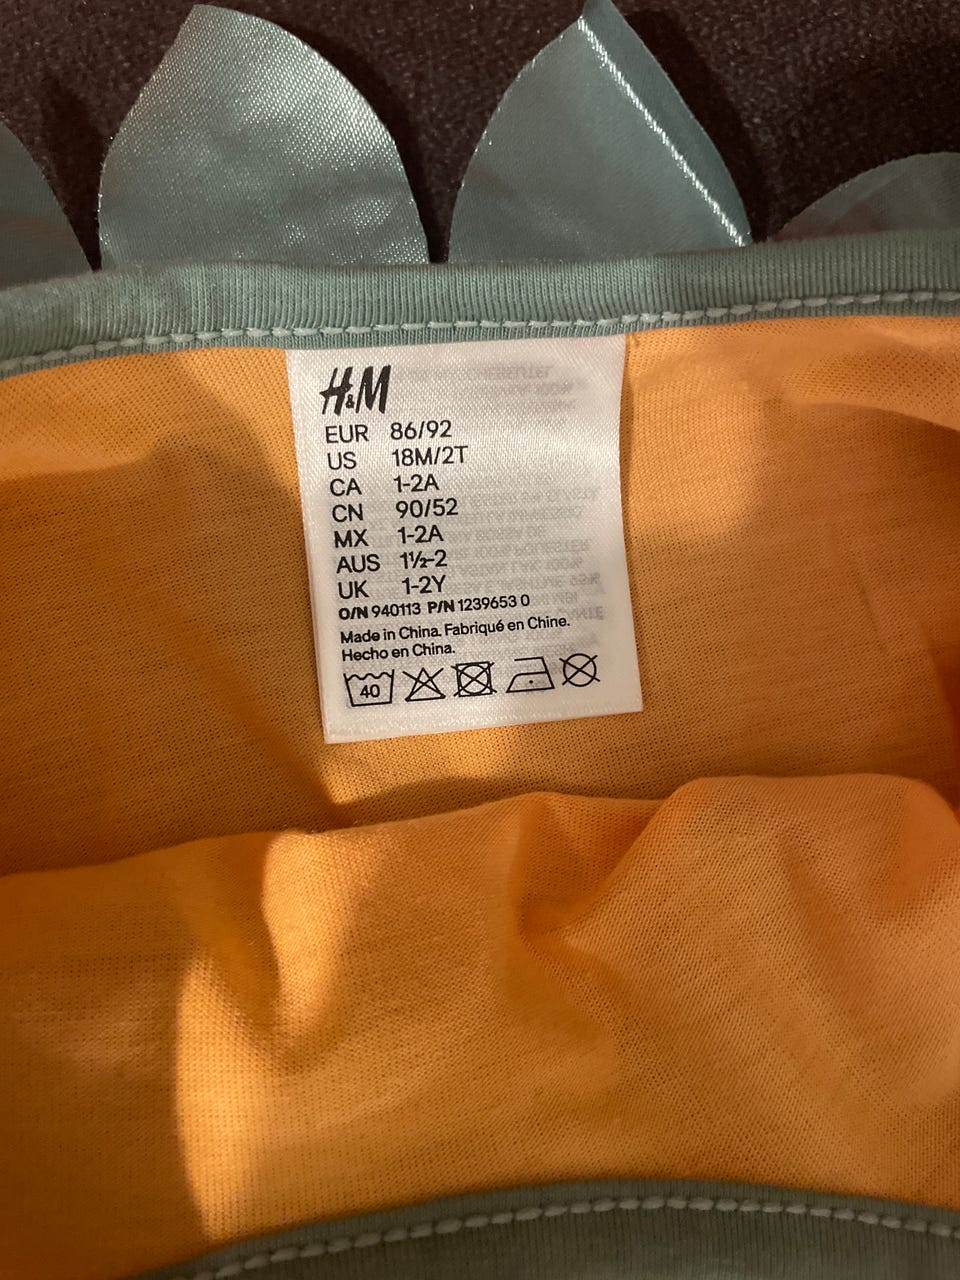 H&M
EUR 86/92
US 18M/2T
CA 1-2A
CN 90/52
MX 1-2A
AUS 1½-2
UK 1-2Y
O/N 940113 P/N 1239653 0
Made in China. Fabriqué en Chine.
Hecho en China.
40